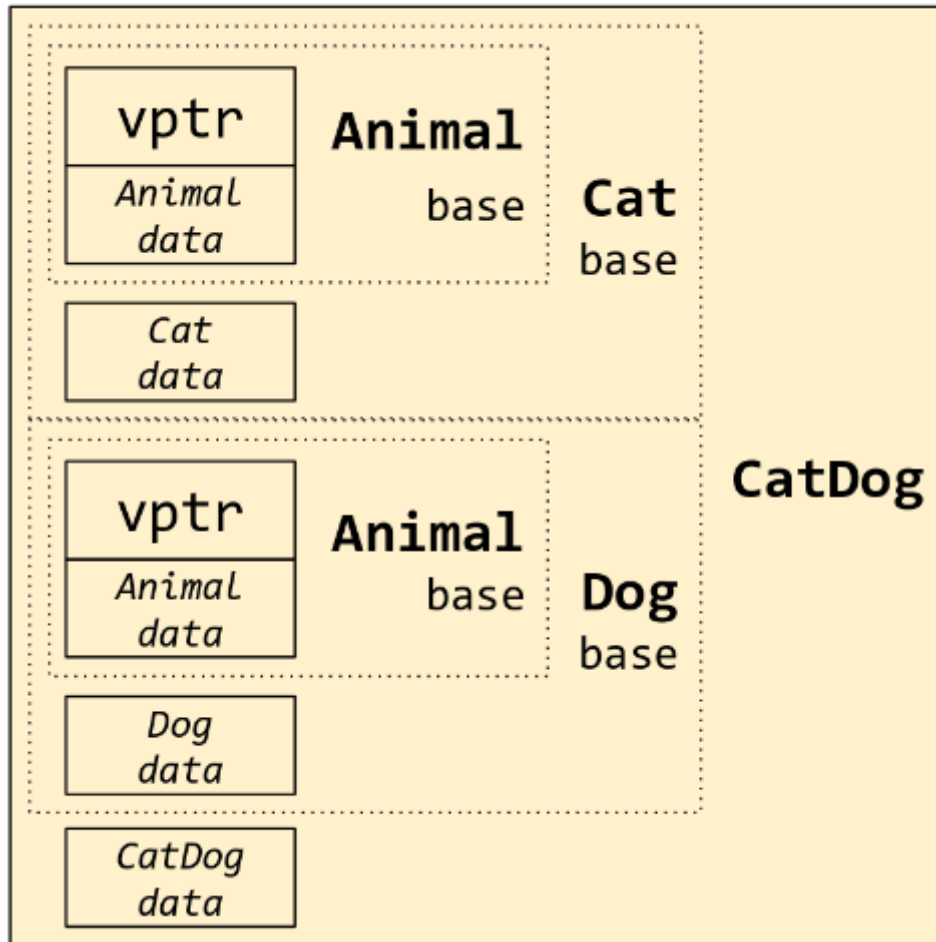 vptr
Animal
data
Animal
base
Cat
base
Cat
data
vptr
Animal
data
Animal
base
Dog
base
Dog
data
CatDog
CatDog
data